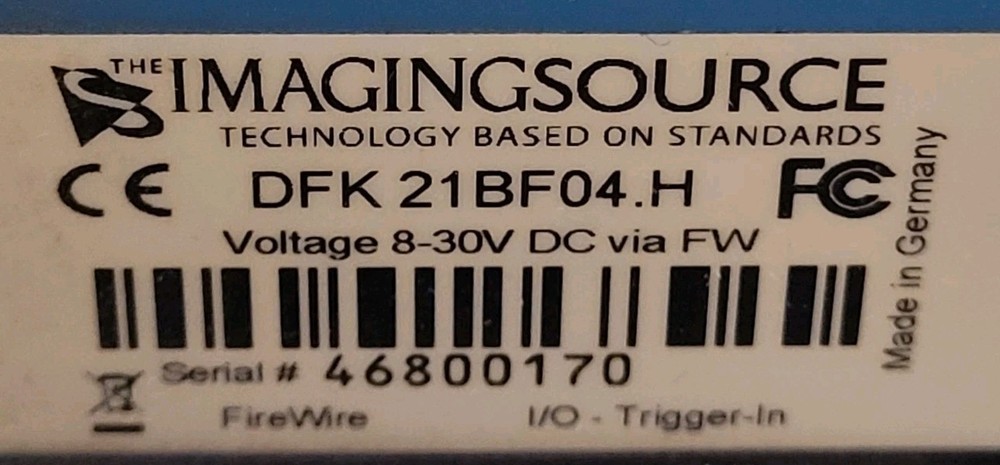 THE IMAGINGSOURCE
TECHNOLOGY BASED ON STANDARDS
CE DFK 21BF04.H FC
Voltage 8-30V DC via FW
Made in Germany
Serial # 46800170
FireWire I/O - Trigger-In